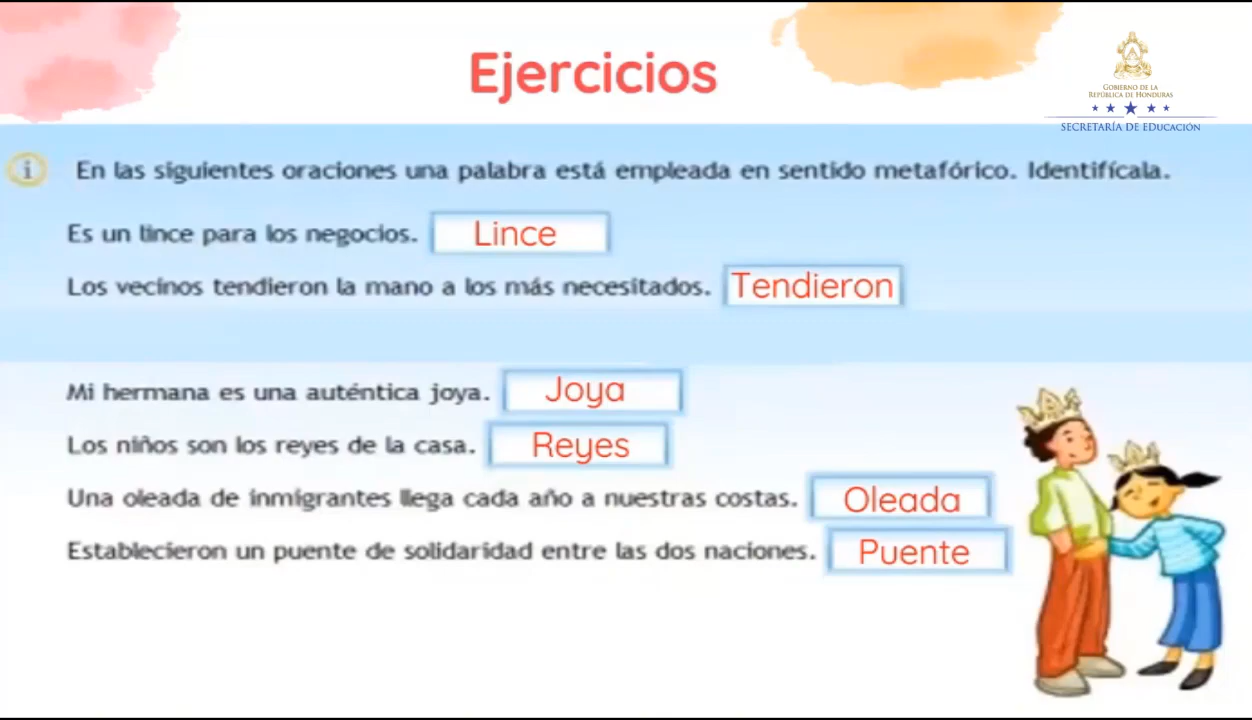 Ejercicios
GOBIERNO DE LA
REPÚBLICA DE HONDURAS
SECRETARÍA DE EDUCACIÓN
i En las siguientes oraciones una palabra está empleada en sentido metafórico. Identifícala.
Es un lince para los negocios. Lince
Los vecinos tendieron la mano a los más necesitados. Tendieron
Mi hermana es una auténtica joya. Joya
Los niños son los reyes de la casa. Reyes
Una oleada de inmigrantes llega cada año a nuestras costas. Oleada
Establecieron un puente de solidaridad entre las dos naciones. Puente